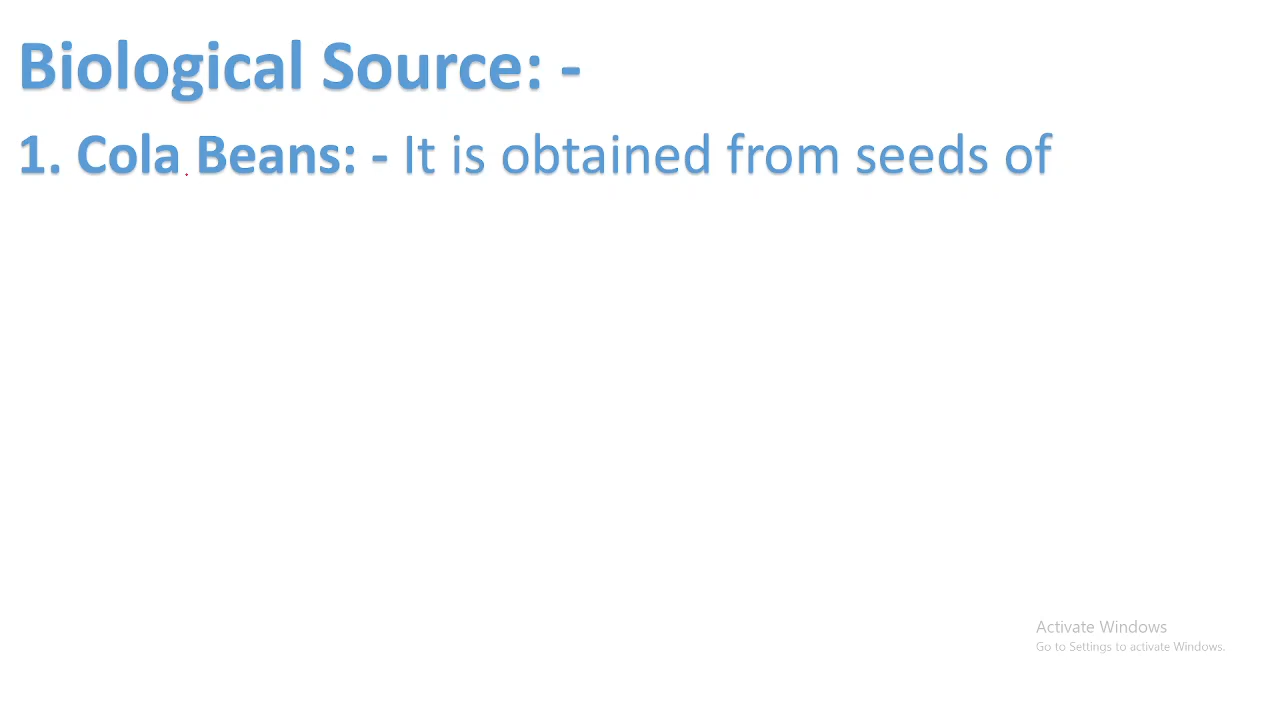 Biological Source: -
1. Cola Beans: - It is obtained from seeds of
Activate Windows
Go to Settings to activate Windows.